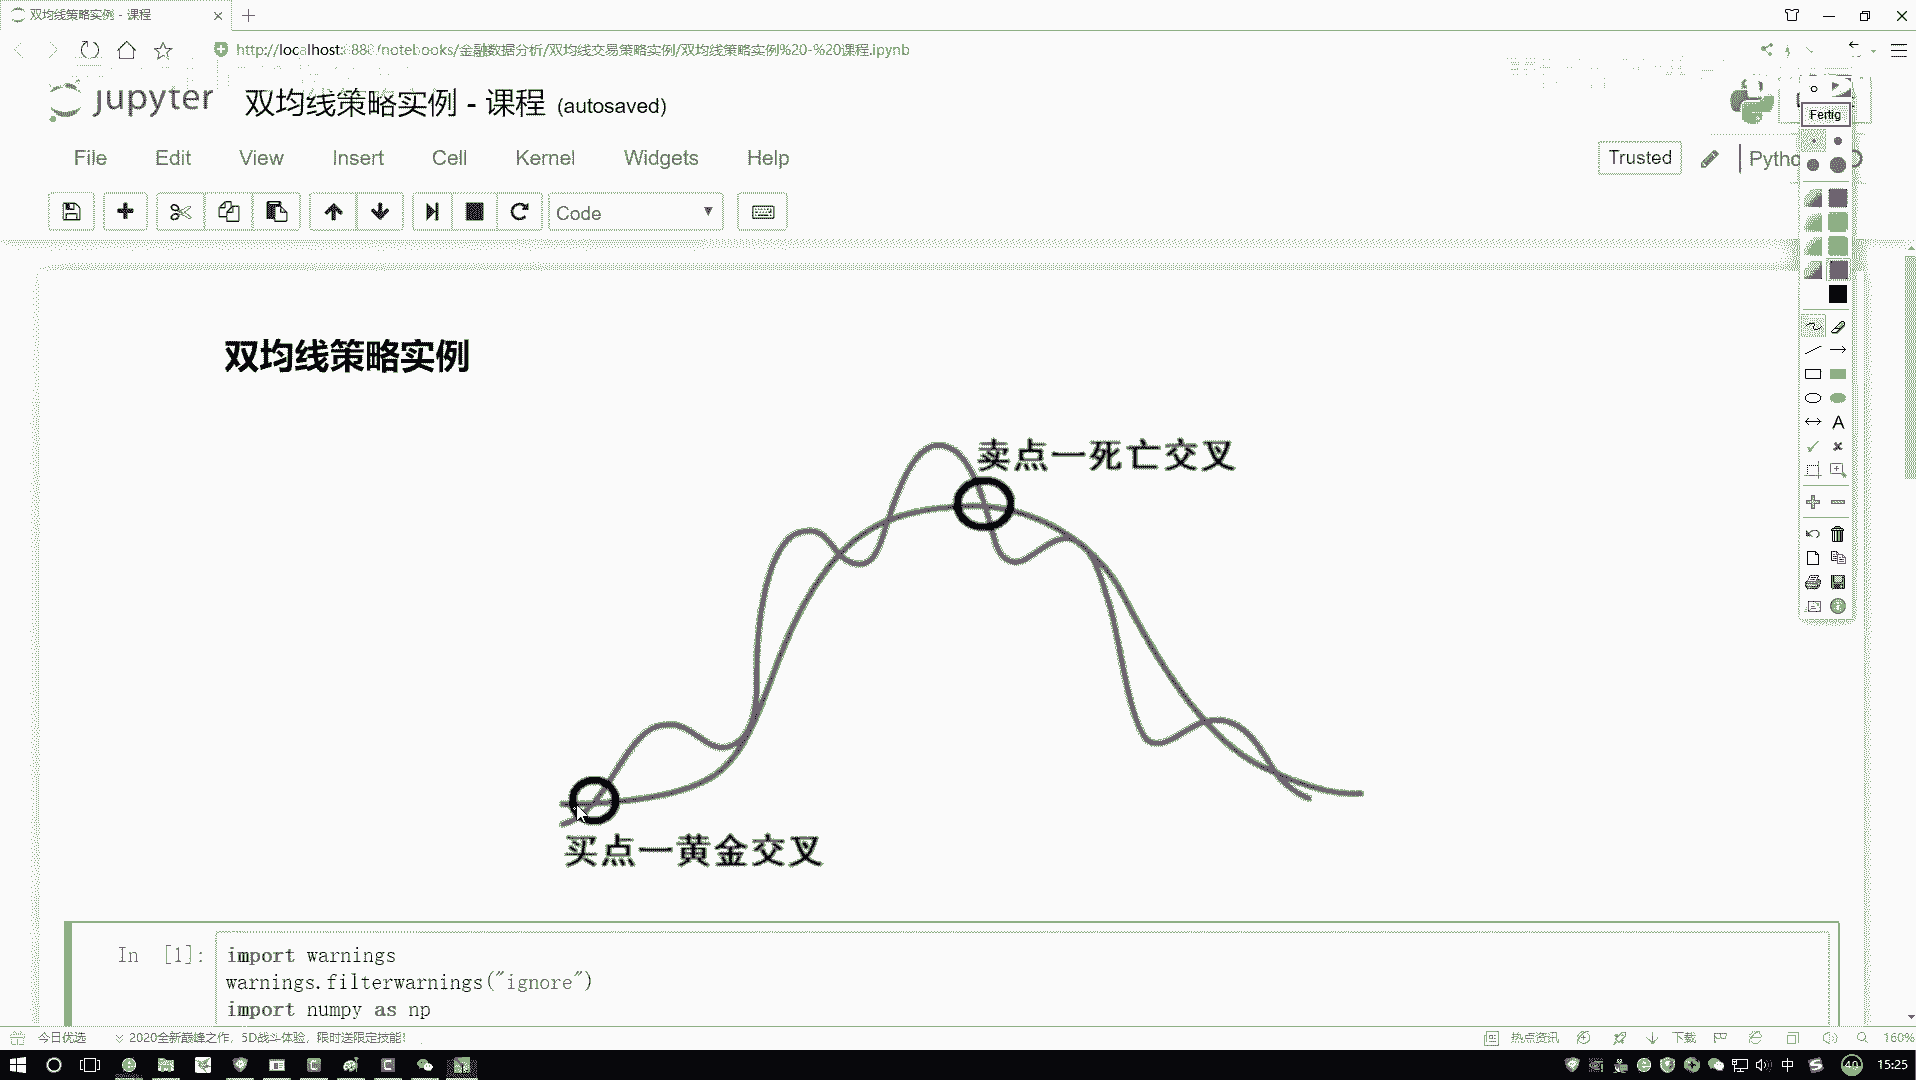 双均线策略实例 - 课程
http://localhost:888/notebooks/金融数据分析/双均线交易策略实例/双均线策略实例%20-%20课程.ipynb
jupyter 双均线策略实例 - 课程 (autosaved)
Fertig
File Edit View Insert Cell Kernel Widgets Help
Trusted
Code
双均线策略实例
卖点一死亡交叉
买点一黄金交叉
In [1]: import warnings
warnings.filterwarnings("ignore")
import numpy as np
今日优选 2020全新巅峰之作，5D战斗体验，限时送限定技能！ 热点资讯 下载 160%
中 40 15:25